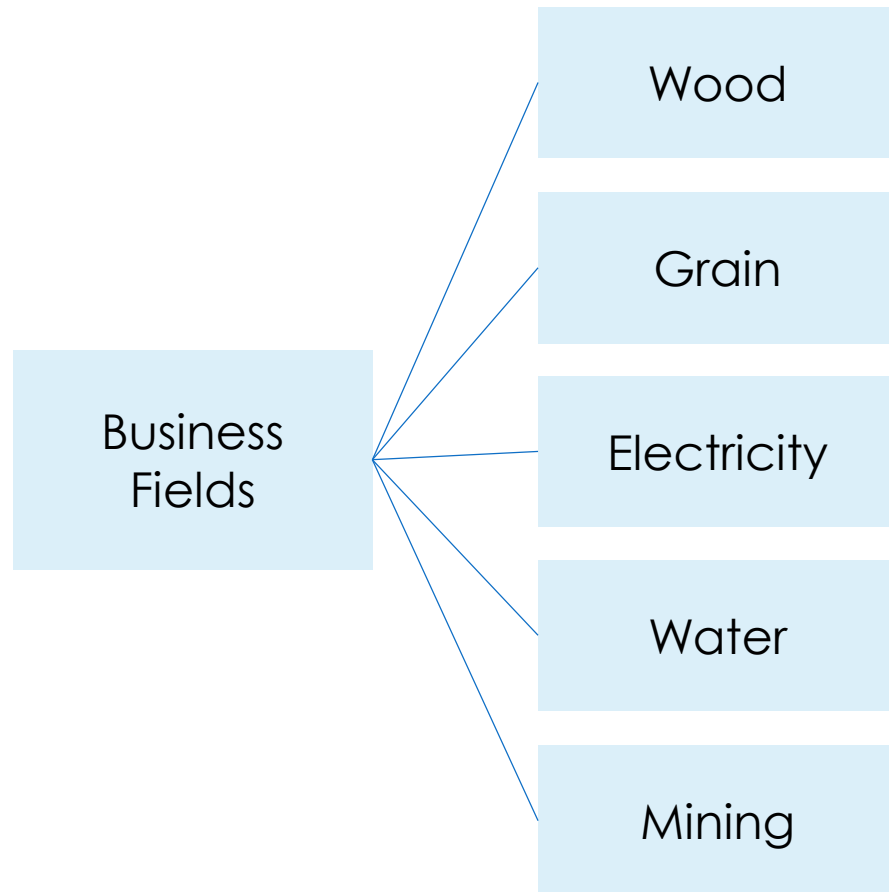 Wood
Grain
Business
Fields
Electricity
Water
Mining